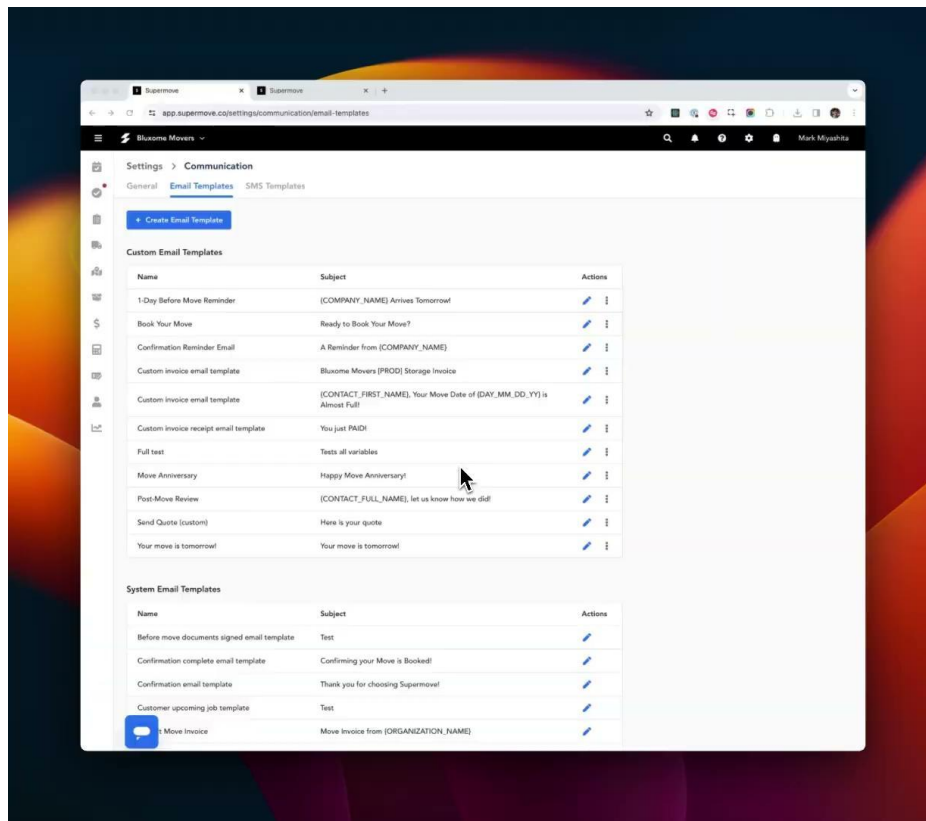 Supermove
Supermove
app.supermove.co/settings/communication/email-templates
Bluxome Movers
Mark Miyashita
Settings > Communication
General Email Templates SMS Templates
+ Create Email Template
Custom Email Templates
Name Subject Actions
1-Day Before Move Reminder {COMPANY_NAME} Arrives Tomorrow!
Book Your Move Ready to Book Your Move?
Confirmation Reminder Email A Reminder from {COMPANY_NAME}
Custom invoice email template Bluxome Movers [PROD] Storage Invoice
Custom invoice email template {CONTACT_FIRST_NAME}, Your Move Date of {DAY_MM_DD_YY} is
Almost Full!
Custom invoice receipt email template You just PAID!
Full test Tests all variables
Move Anniversary Happy Move Anniversary!
Post-Move Review {CONTACT_FULL_NAME}, let us know how we did!
Send Quote (custom) Here is your quote
Your move is tomorrow! Your move is tomorrow!
System Email Templates
Name Subject Actions
Before move documents signed email template Test
Confirmation complete email template Confirming your Move is Booked!
Confirmation email template Thank you for choosing Supermove!
Customer upcoming job template Test
Move Invoice Move Invoice from {ORGANIZATION_NAME}